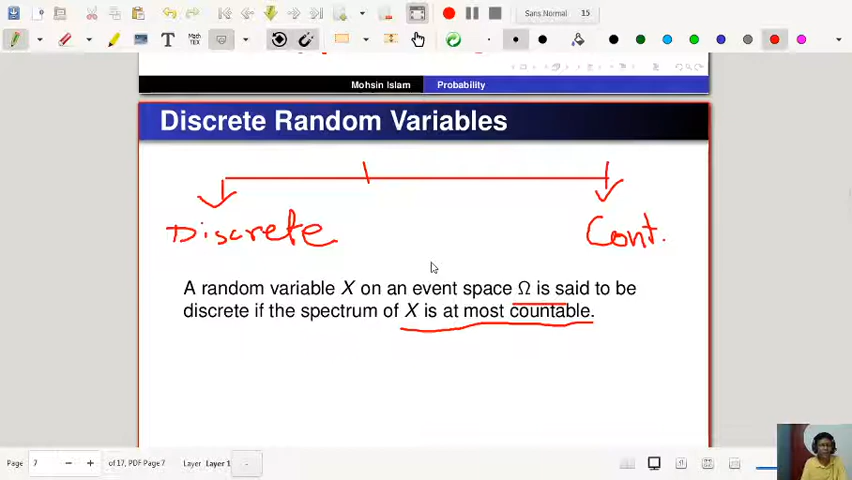 Sans Normal 15
T Math TEX
Mohsin Islam Probability
Discrete Random Variables
Discrete Cont.
A random variable X on an event space Ω is said to be
discrete if the spectrum of X is at most countable.
Page 7 of 17, PDF Page 7 Layer Layer 1 -